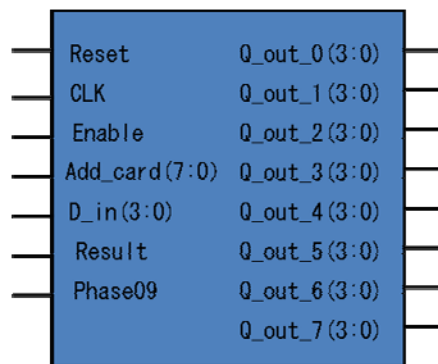 Reset Q_out_0(3:0)
CLK Q_out_1(3:0)
Enable Q_out_2(3:0)
Add_card(7:0) Q_out_3(3:0)
D_in(3:0) Q_out_4(3:0)
Result Q_out_5(3:0)
Phase09 Q_out_6(3:0)
Q_out_7(3:0)